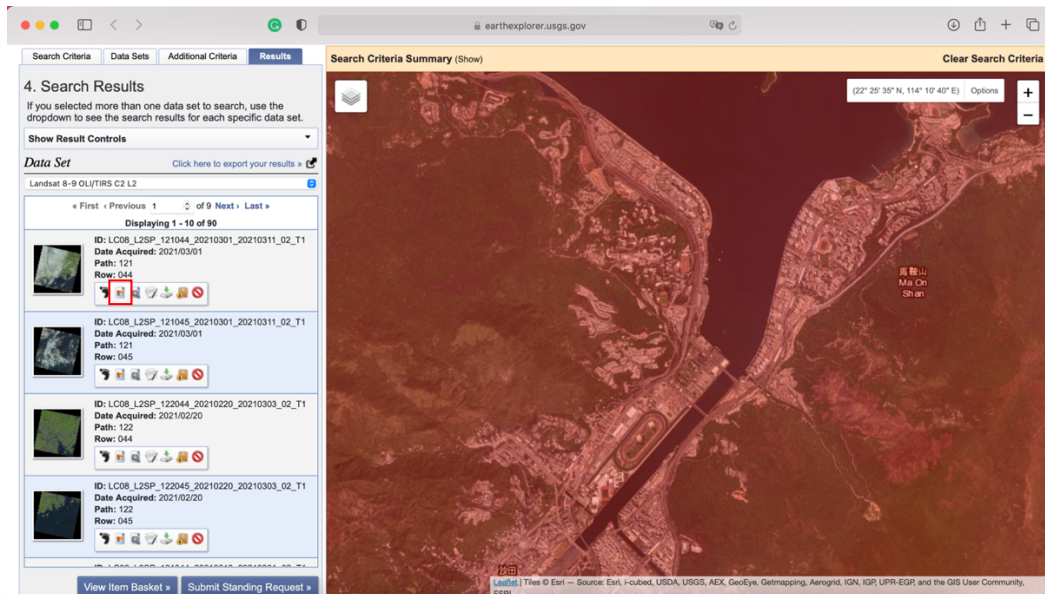 earthexplorer.usgs.gov
Search Criteria
Data Sets
Additional Criteria
Results
4. Search Results
If you selected more than one data set to search, use the
dropdown to see the search results for each specific data set.
Show Result Controls
Data Set
Click here to export your results »
Landsat 8-9 OLI/TIRS C2 L2
« First ‹ Previous 1 of 9 Next › Last »
Displaying 1 - 10 of 90
ID: LC08_L2SP_121044_20210301_20210311_02_T1
Date Acquired: 2021/03/01
Path: 121
Row: 044
ID: LC08_L2SP_121045_20210301_20210311_02_T1
Date Acquired: 2021/03/01
Path: 121
Row: 045
ID: LC08_L2SP_122044_20210220_20210303_02_T1
Date Acquired: 2021/02/20
Path: 122
Row: 044
ID: LC08_L2SP_122045_20210220_20210303_02_T1
Date Acquired: 2021/02/20
Path: 122
Row: 045
View Item Basket »
Submit Standing Request »
Search Criteria Summary (Show)
Clear Search Criteria
(22° 25' 35" N, 114° 10' 40" E)
Options
+
−
馬鞍山
Ma On
Shan
沙田
Leaflet | Tiles © Esri — Source: Esri, i-cubed, USDA, USGS, AEX, GeoEye, Getmapping, Aerogrid, IGN, IGP, UPR-EGP, and the GIS User Community,